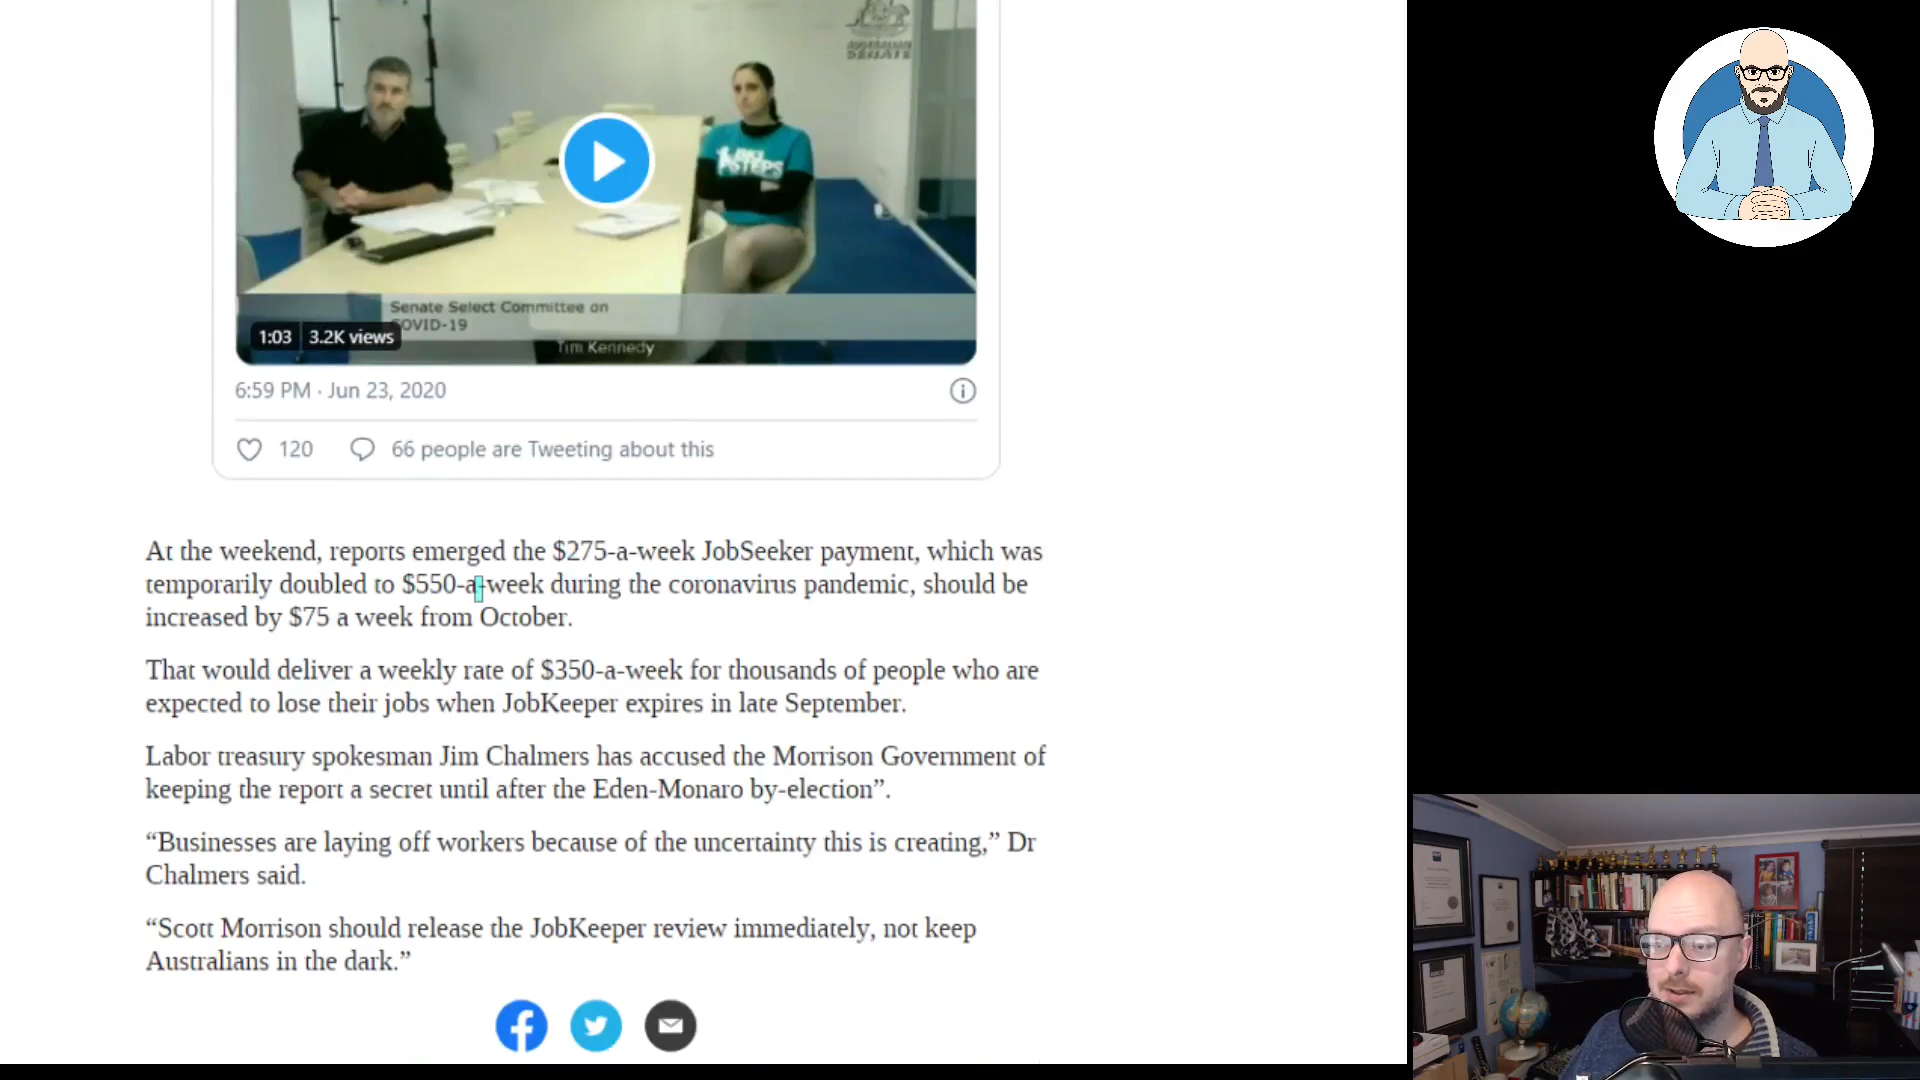 AUSTRALIAN
SENATE
BIG
STEPS
Senate Select Committee on
COVID-19
1:03 3.2K views
Tim Kennedy
6:59 PM · Jun 23, 2020
120 66 people are Tweeting about this
At the weekend, reports emerged the $275-a-week JobSeeker payment, which was
temporarily doubled to $550-a-week during the coronavirus pandemic, should be
increased by $75 a week from October.
That would deliver a weekly rate of $350-a-week for thousands of people who are
expected to lose their jobs when JobKeeper expires in late September.
Labor treasury spokesman Jim Chalmers has accused the Morrison Government of
keeping the report a secret until after the Eden-Monaro by-election”.
“Businesses are laying off workers because of the uncertainty this is creating,” Dr
Chalmers said.
“Scott Morrison should release the JobKeeper review immediately, not keep
Australians in the dark.”